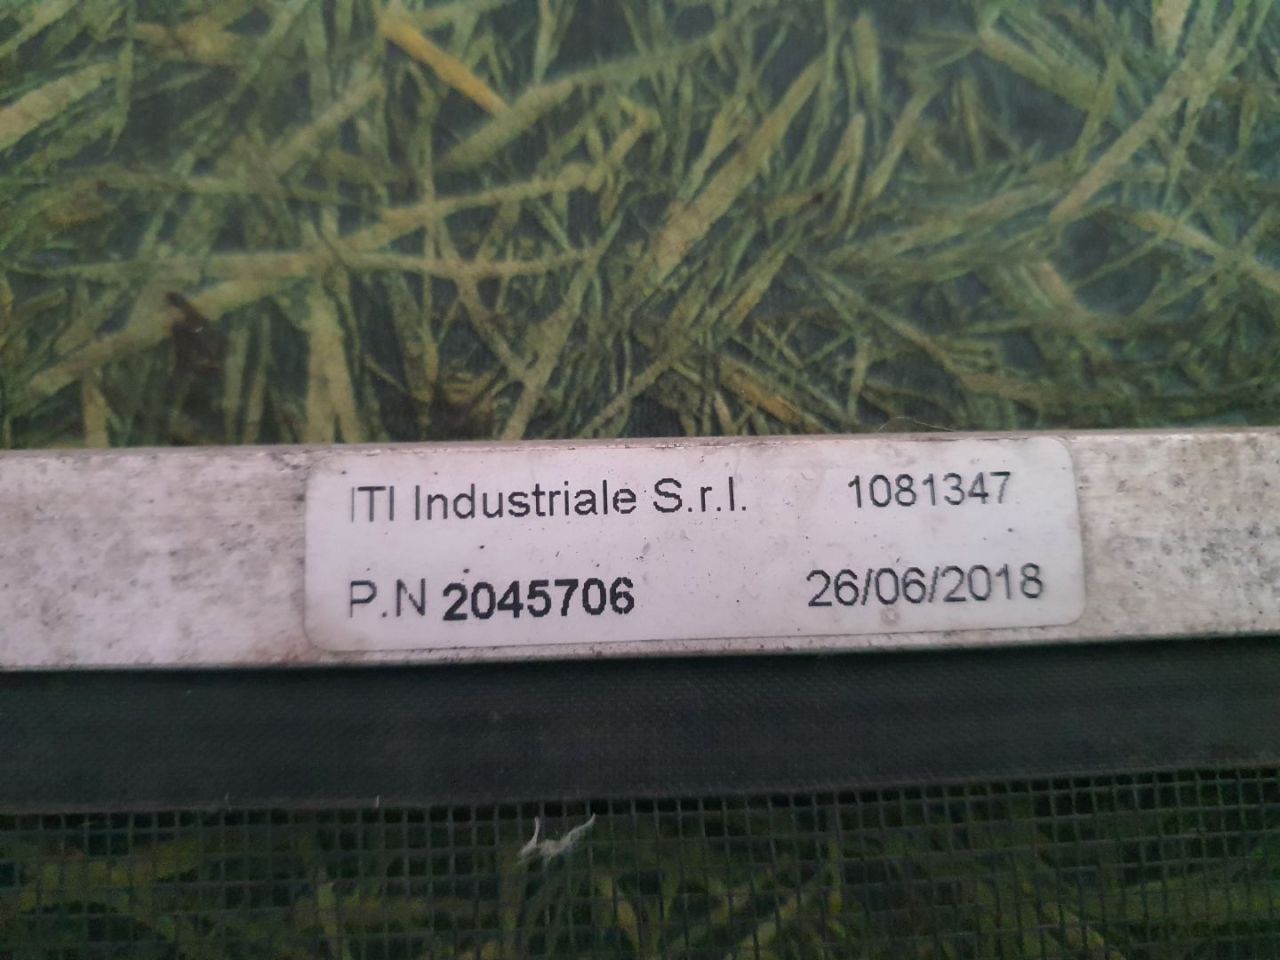 ITI Industriale S.r.l. 1081347
P.N 2045706 26/06/2018